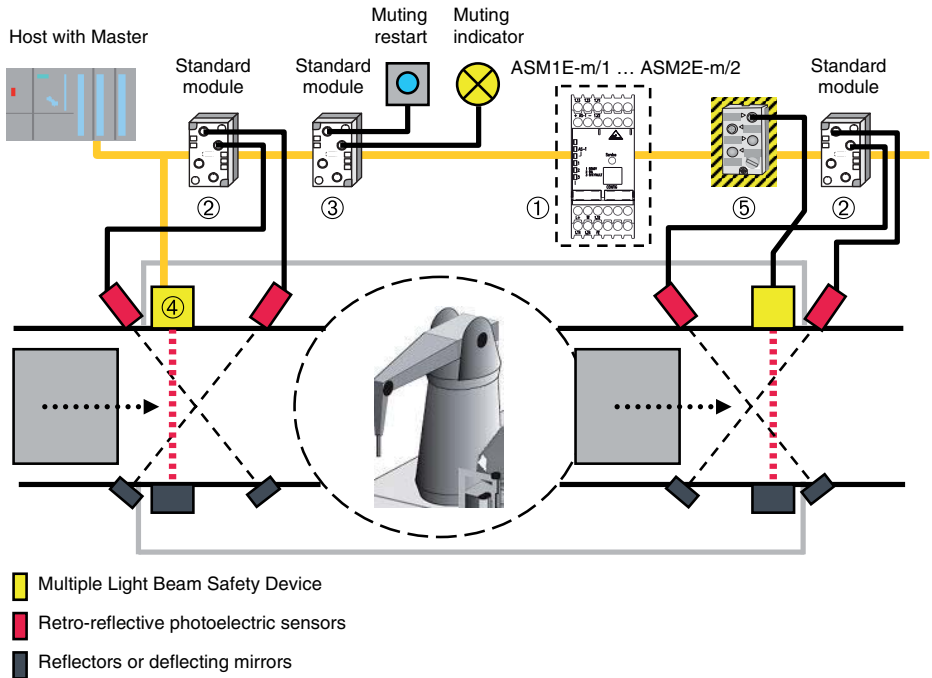 Host with Master
Standard
module
Standard
module
Muting
restart
Muting
indicator
ASM1E-m/1 ... ASM2E-m/2
Standard
module
②
③
①
⑤
②
④
Multiple Light Beam Safety Device
Retro-reflective photoelectric sensors
Reflectors or deflecting mirrors